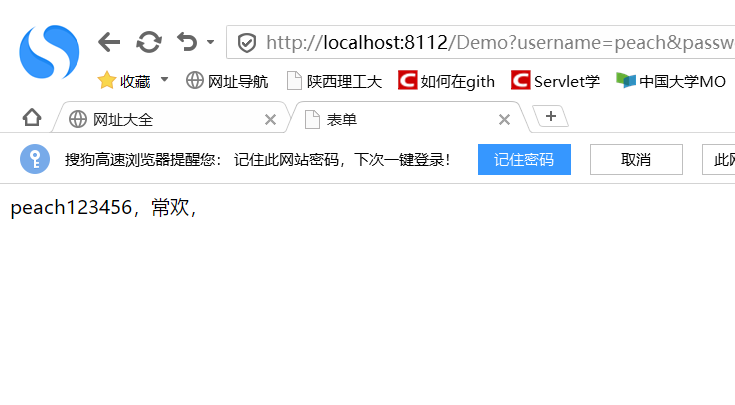 http://localhost:8112/Demo?username=peach&passw
收藏 网址导航 陕西理工大 如何在gith Servlet学 中国大学MO
网址大全 表单
搜狗高速浏览器提醒您： 记住此网站密码，下次一键登录！ 记住密码 取消 此网
peach123456，常欢，